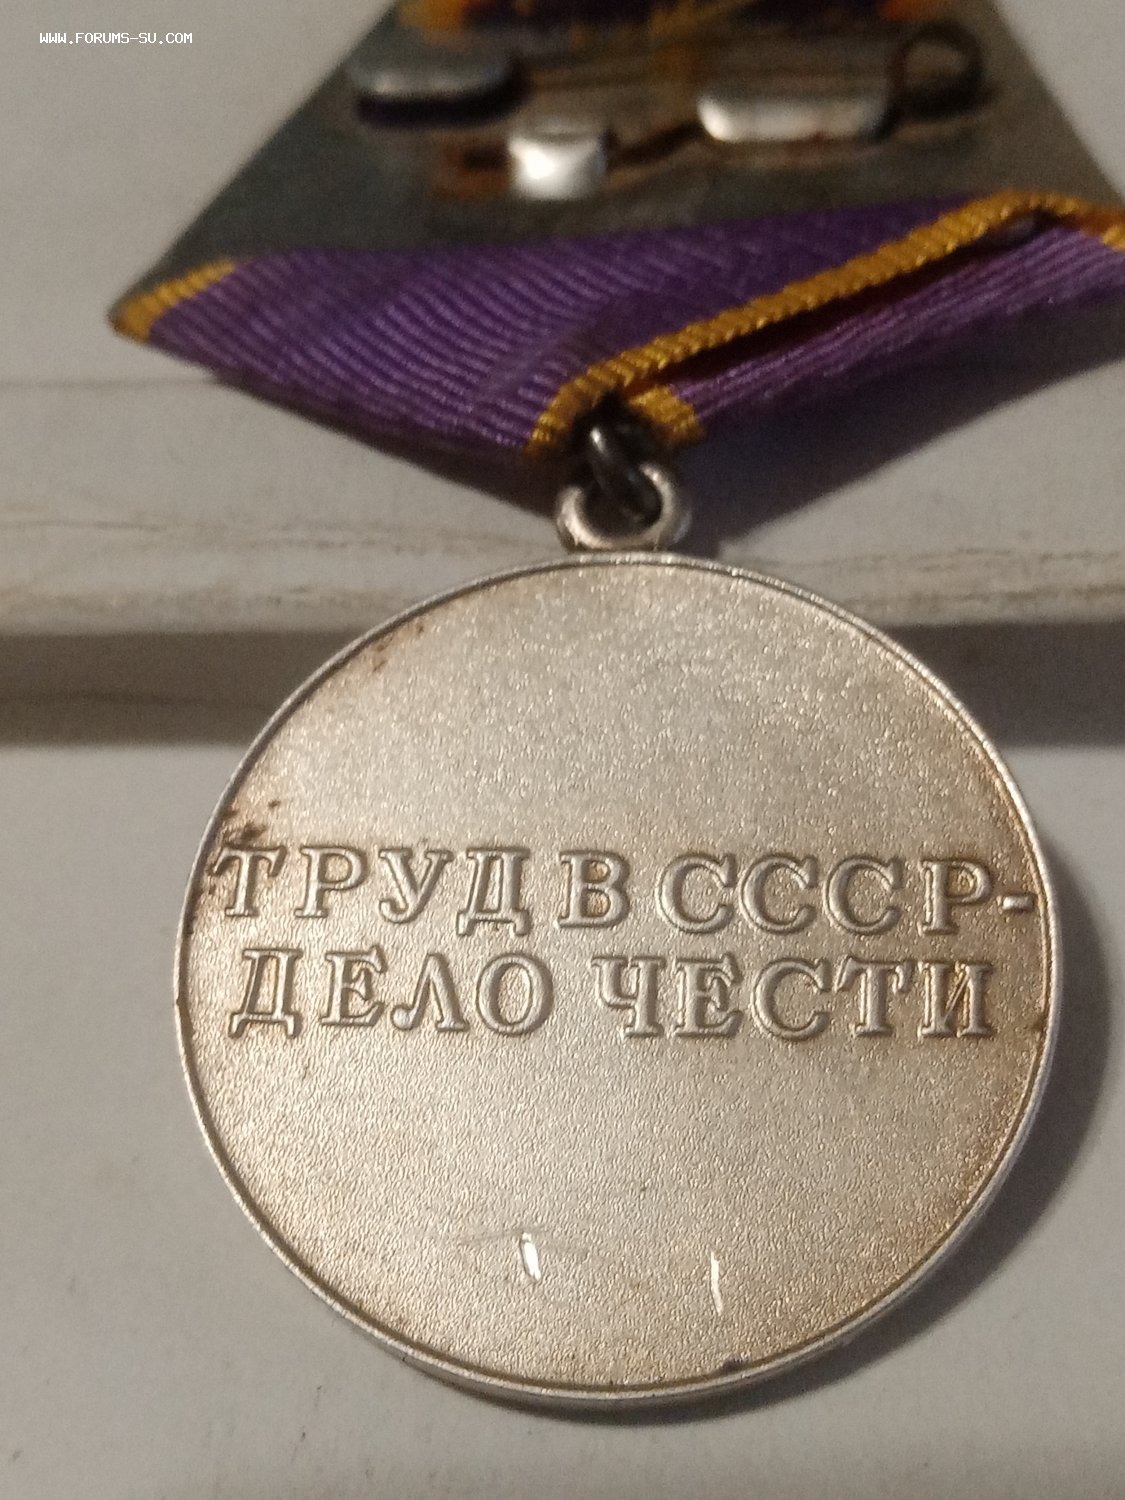 WWW.FORUMS-SU.COM
ТРУД В СССР-
ДЕЛО ЧЕСТИ